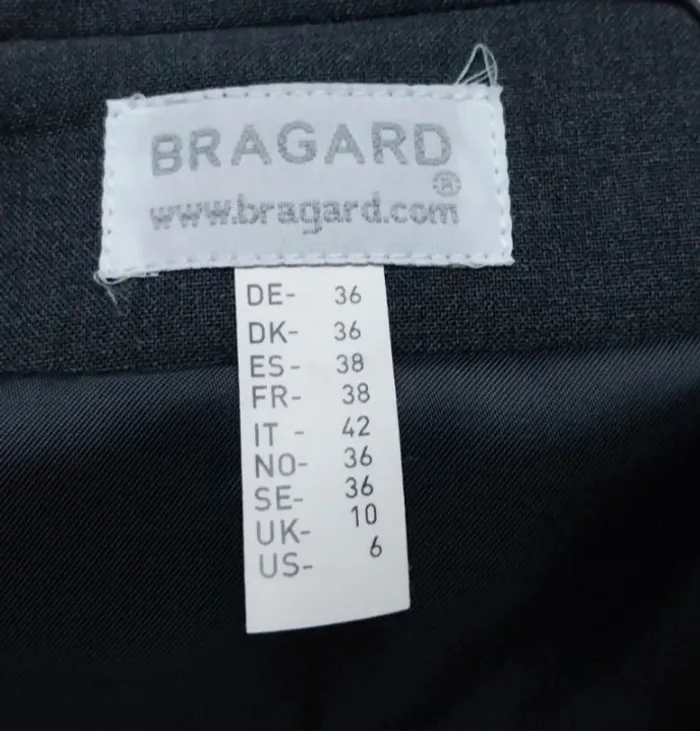 BRAGARD
®
www.bragard.com
DE- 36
DK- 36
ES- 38
FR- 38
IT - 42
NO- 36
SE- 36
UK- 10
US- 6